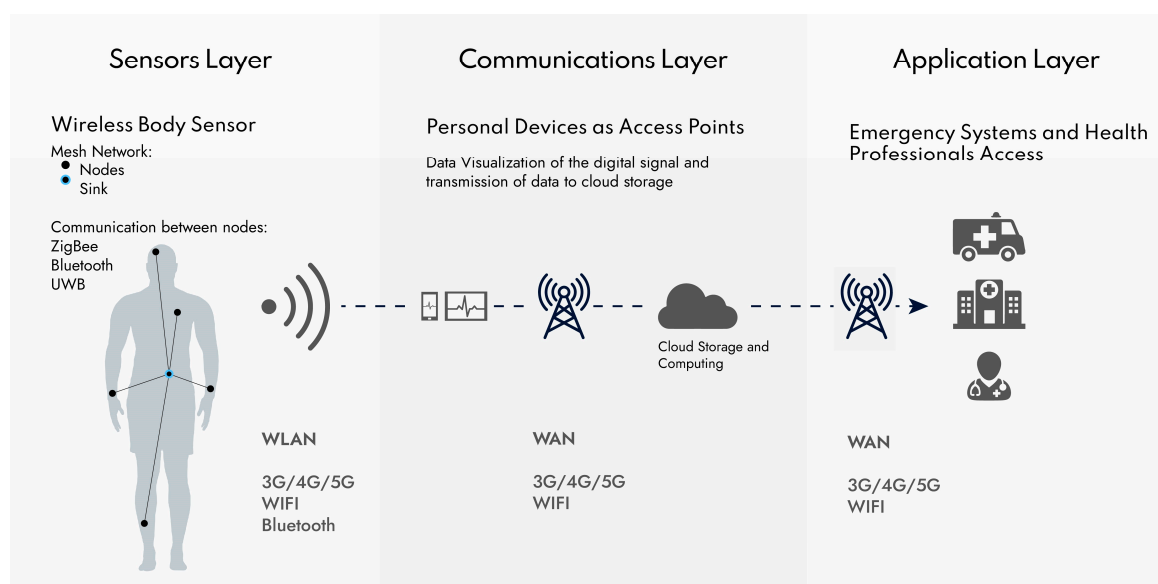 Sensors Layer
Wireless Body Sensor
Mesh Network:
Nodes
Sink
Communication between nodes:
ZigBee
Bluetooth
UWB
WLAN
3G/4G/5G
WIFI
Bluetooth
Communications Layer
Personal Devices as Access Points
Data Visualization of the digital signal and
transmission of data to cloud storage
Cloud Storage and
Computing
WAN
3G/4G/5G
WIFI
Application Layer
Emergency Systems and Health
Professionals Access
WAN
3G/4G/5G
WIFI